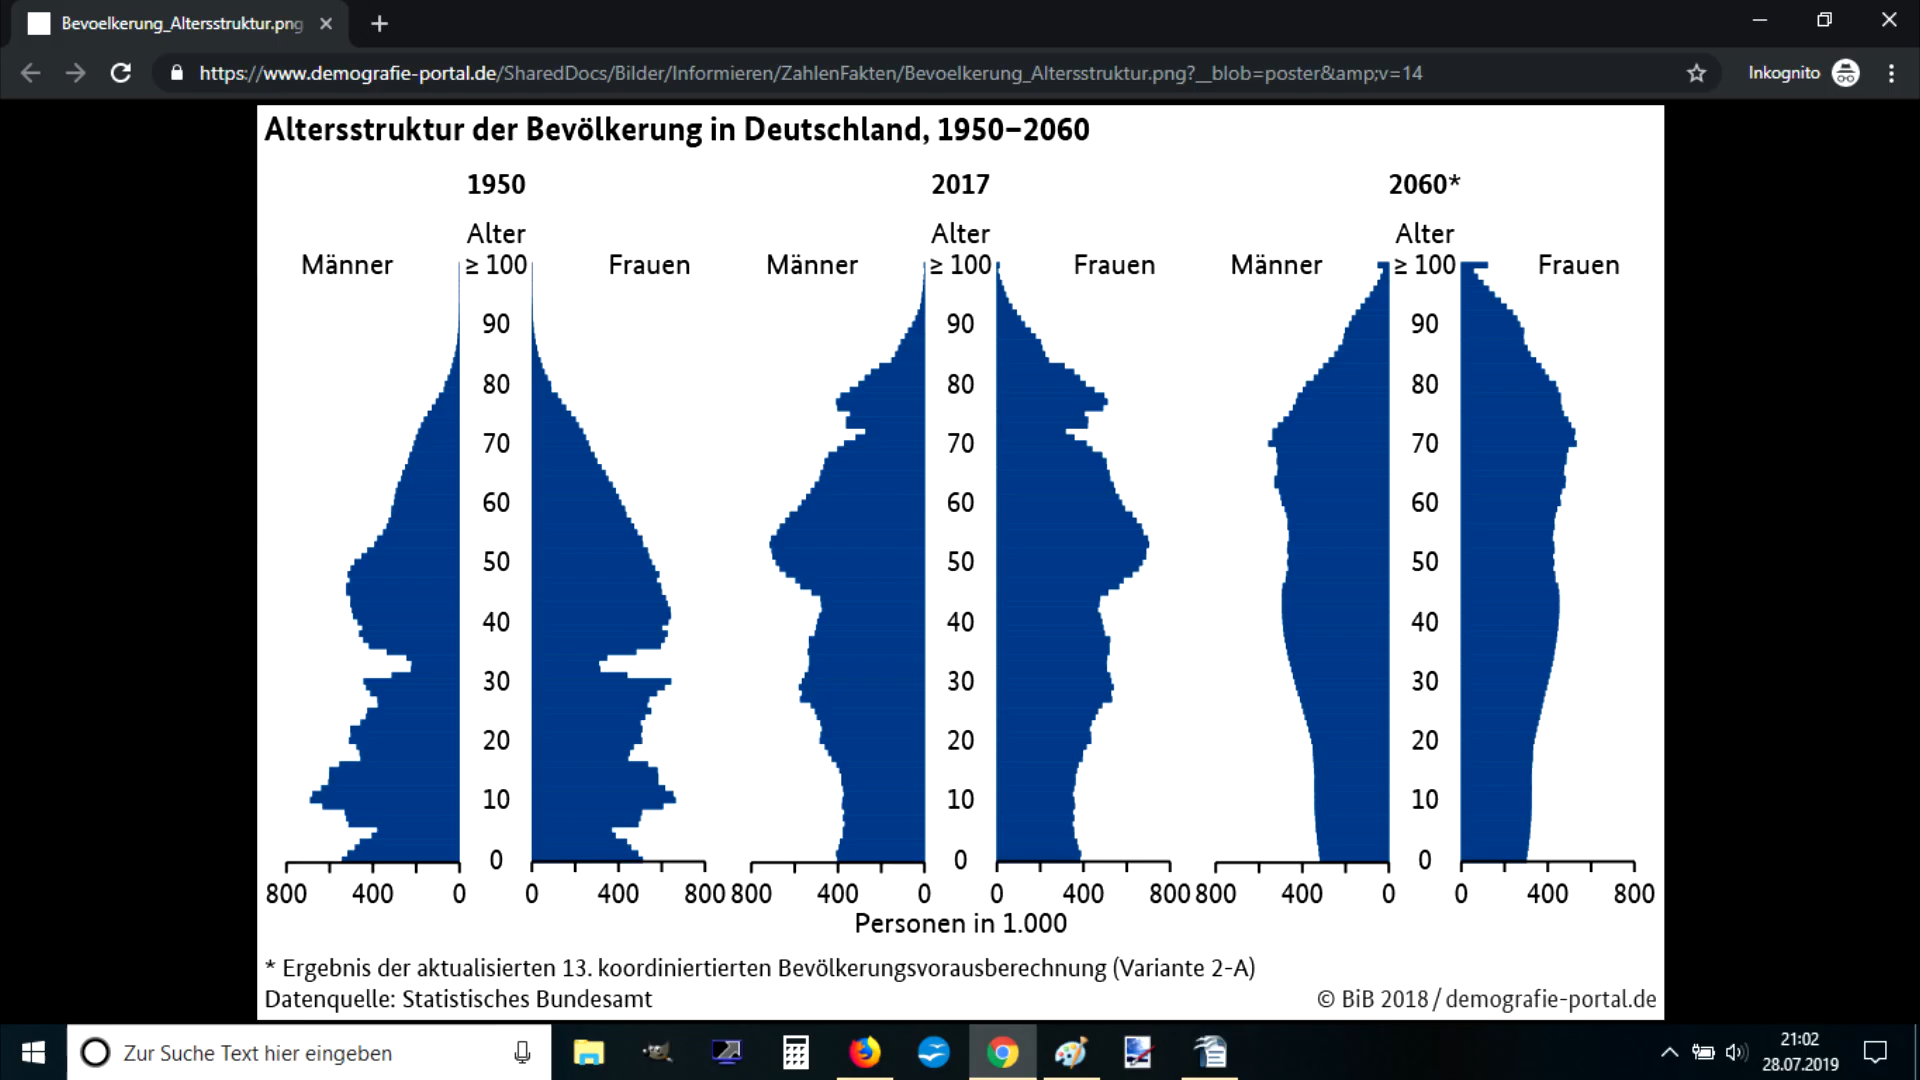 Bevoelkerung_Altersstruktur.png
https://www.demografie-portal.de/SharedDocs/Bilder/Informieren/ZahlenFakten/Bevoelkerung_Altersstruktur.png?__blob=poster&amp;v=14
Inkognito
Altersstruktur der Bevölkerung in Deutschland, 1950–2060
1950 2017 2060*
Alter Alter Alter
Männer ≥ 100 Frauen Männer ≥ 100 Frauen Männer ≥ 100 Frauen
90 90 90
80 80 80
70 70 70
60 60 60
50 50 50
40 40 40
30 30 30
20 20 20
10 10 10
0 0 0
800 400 0 0 400 800 800 400 0 0 400 800 800 400 0 0 400 800
Personen in 1.000
* Ergebnis der aktualisierten 13. koordiniertierten Bevölkerungsvorausberechnung (Variante 2-A)
Datenquelle: Statistisches Bundesamt © BiB 2018 / demografie-portal.de
Zur Suche Text hier eingeben
21:02
28.07.2019